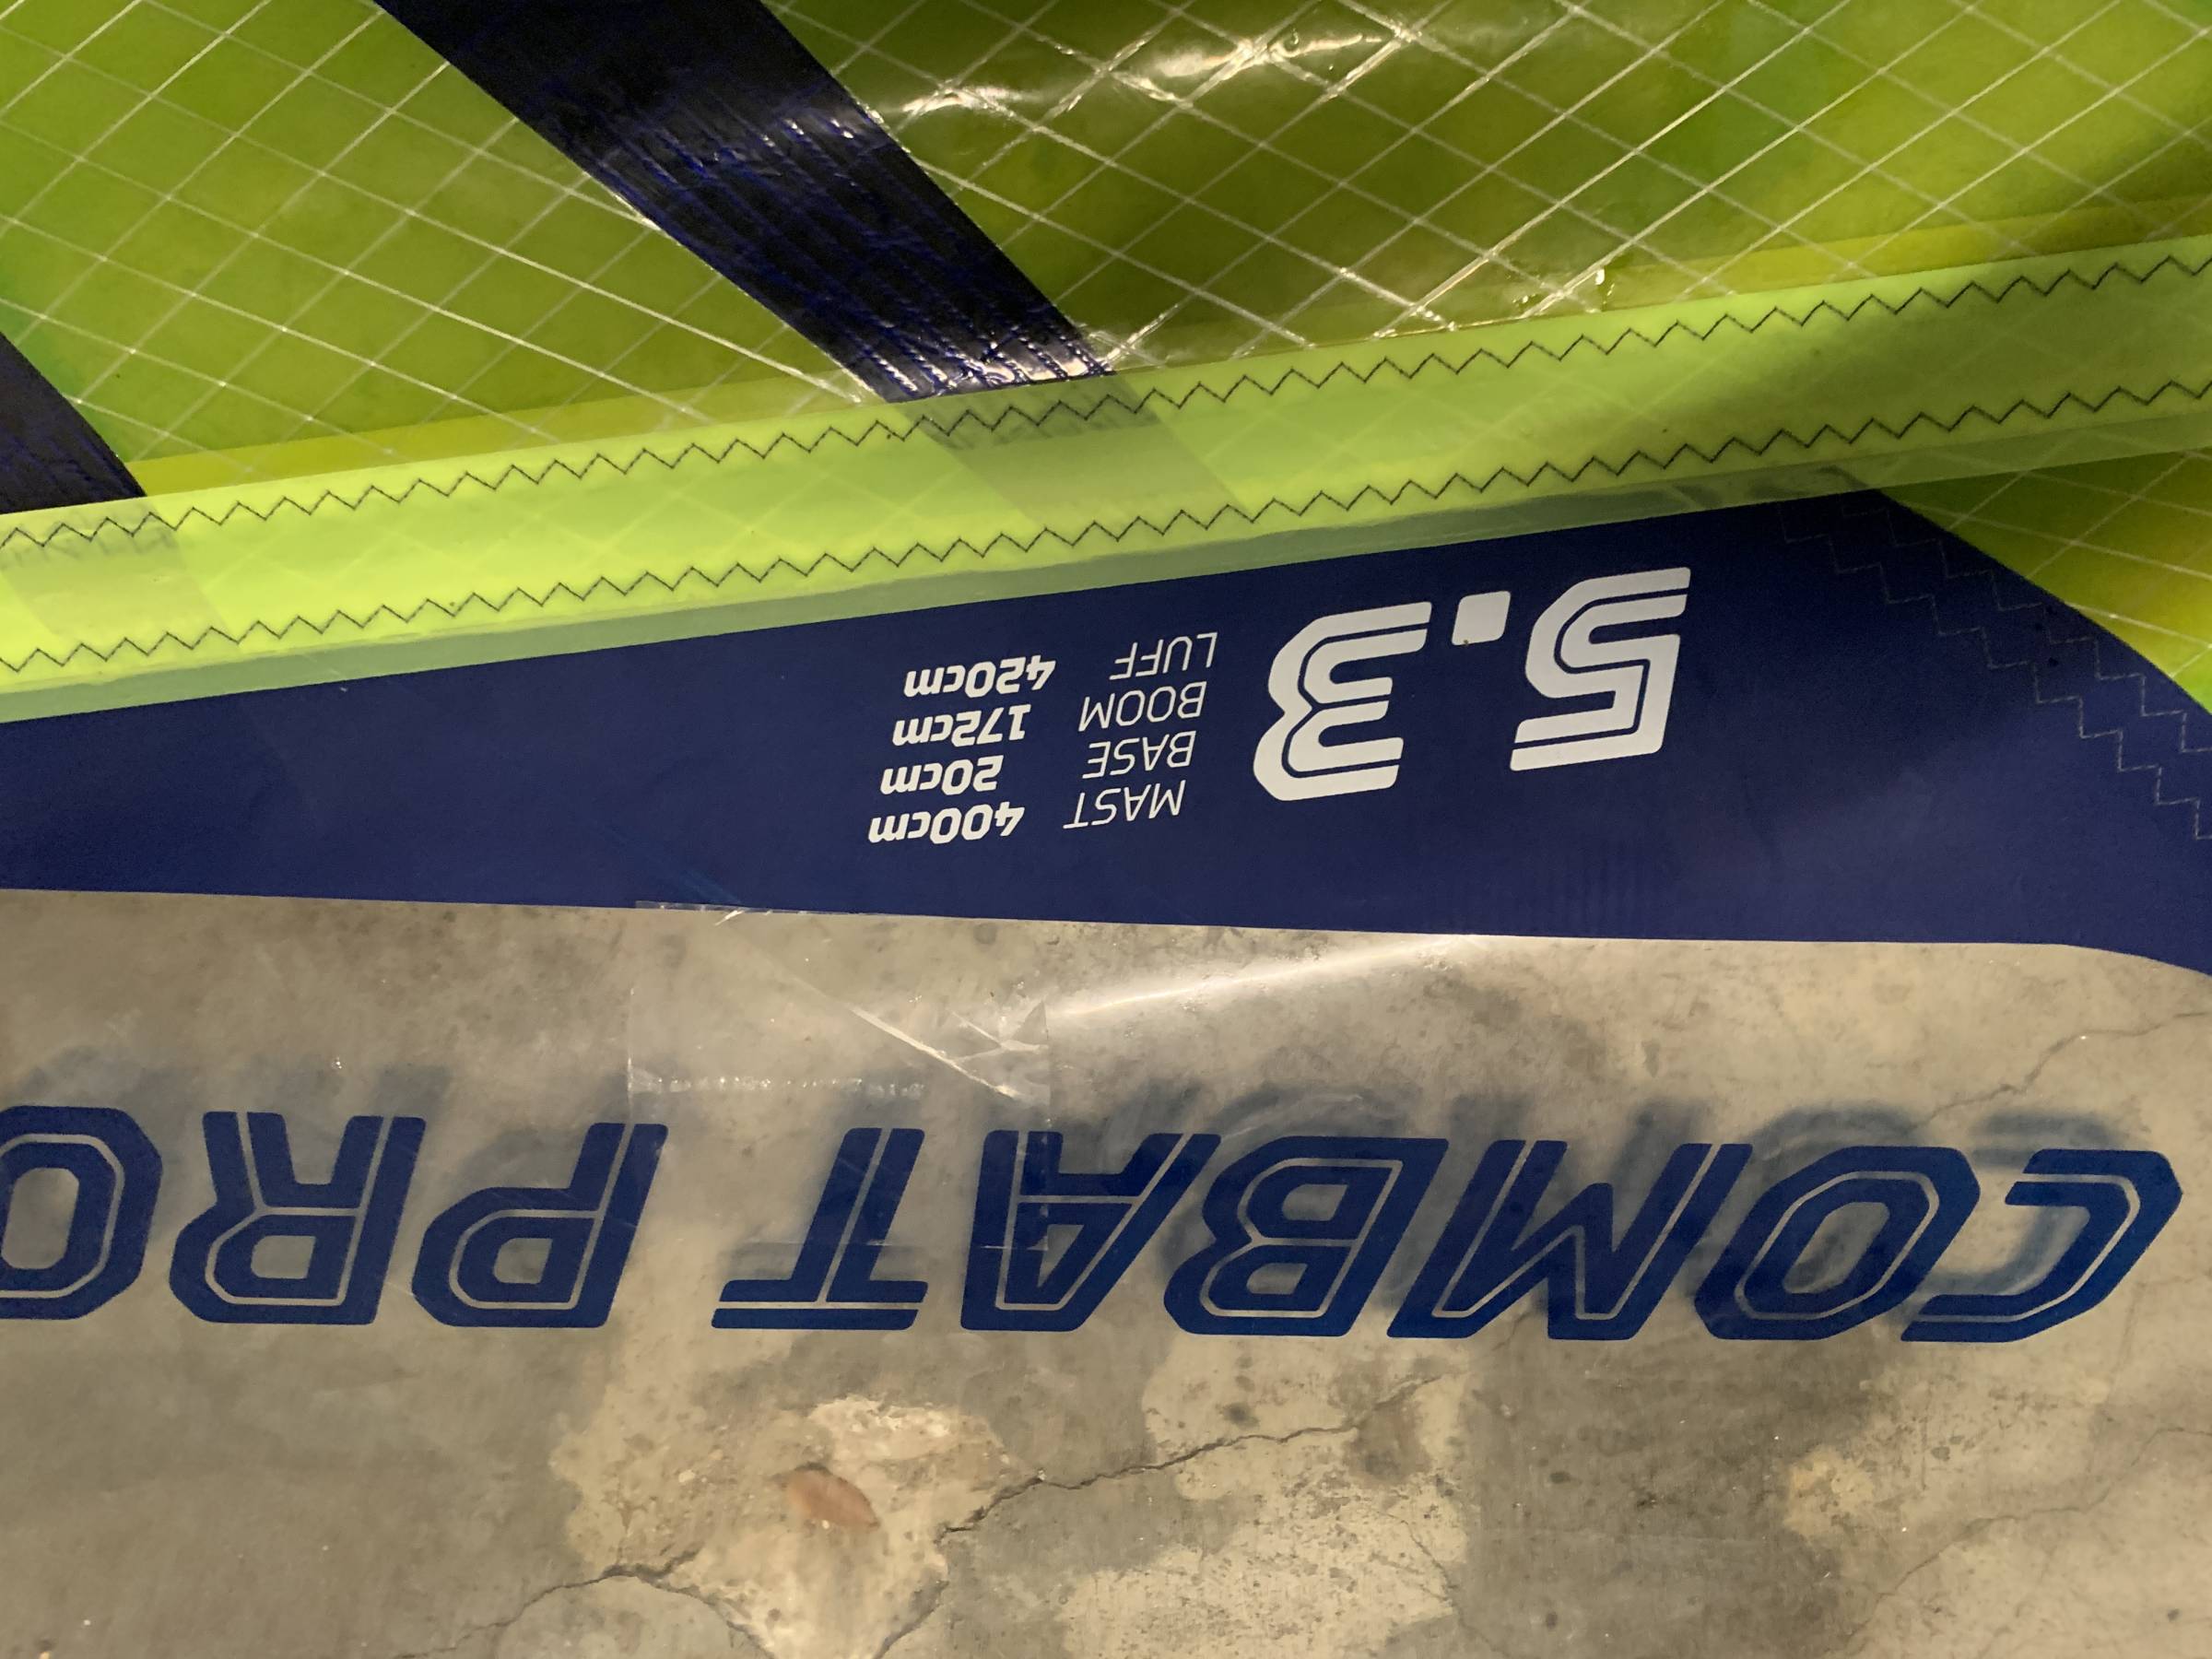 COMBAT PRO
5.3
MAST 400cm
BASE 20cm
BOOM 172cm
LUFF 420cm